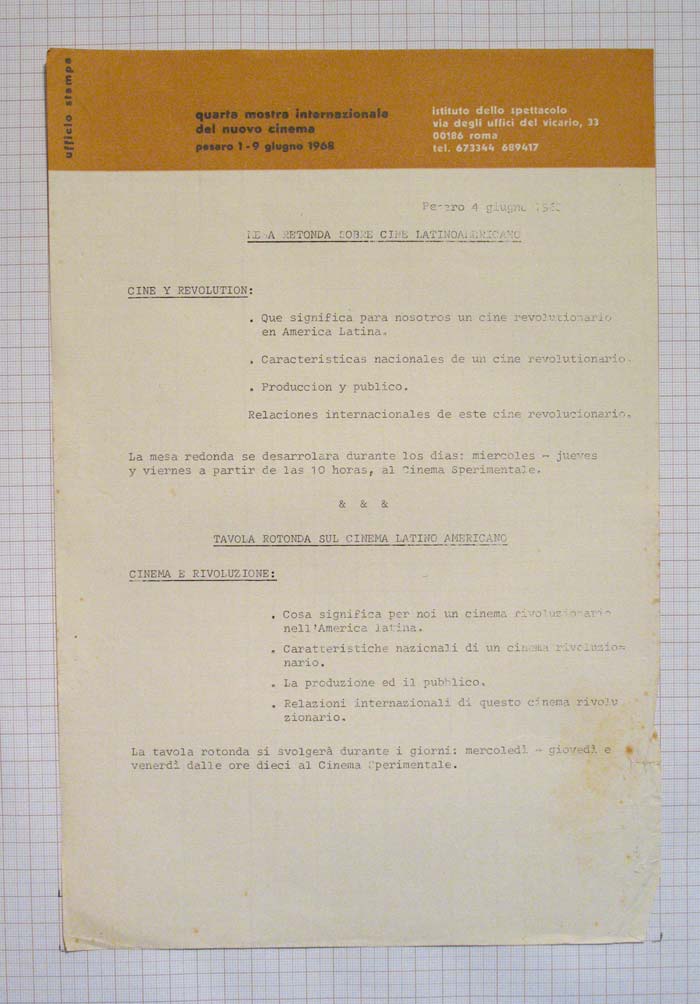 ufficio stampa
quarta mostra internazionale
del nuovo cinema
pesaro 1 - 9 giugno 1968
istituto dello spettacolo
via degli uffici del vicario, 33
00186 roma
tel. 673344 689417
Pesaro 4 giugno 1968
MESA RETONDA SOBRE CINE LATINOAMERICANO
CINE Y REVOLUTION:
. Que significa para nosotros un cine revolutionario
en America Latina.
. Caracteristicas nacionales de un cine revolutionario.
. Produccion y publico.
Relaciones internacionales de este cine revolucionario.
La mesa redonda se desarrolara durante los dias: miercoles - jueves
y viernes a partir de las 10 horas, al Cinema Sperimentale.
& & &
TAVOLA ROTONDA SUL CINEMA LATINO AMERICANO
CINEMA E RIVOLUZIONE:
. Cosa significa per noi un cinema rivoluzionario
nell'America latina.
. Caratteristiche nazionali di un cinema rivoluzio=
nario.
. La produzione ed il pubblico.
. Relazioni internazionali di questo cinema rivolu
zionario.
La tavola rotonda si svolgerà durante i giorni: mercoledì - giovedì e
venerdì dalle ore dieci al Cinema Sperimentale.